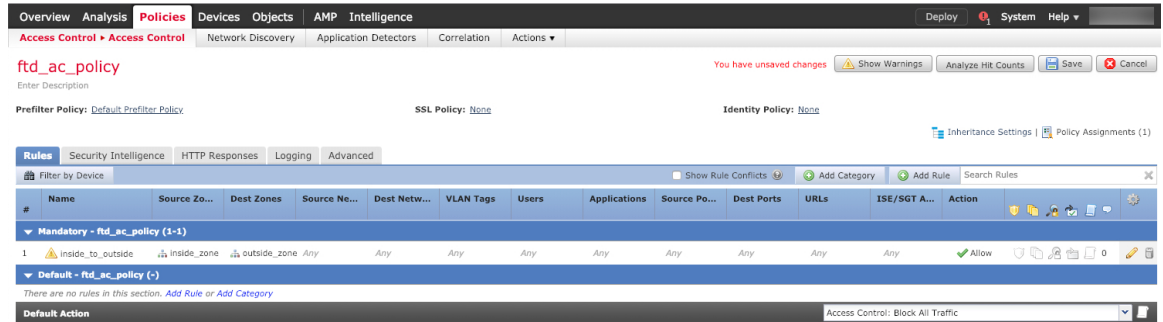 Overview Analysis Policies Devices Objects AMP Intelligence Deploy 1 System Help ▾
Access Control ▸ Access Control Network Discovery Application Detectors Correlation Actions ▾
ftd_ac_policy You have unsaved changes Show Warnings Analyze Hit Counts Save Cancel
Enter Description
Prefilter Policy: Default Prefilter Policy SSL Policy: None Identity Policy: None
Inheritance Settings | Policy Assignments (1)
Rules Security Intelligence HTTP Responses Logging Advanced
Filter by Device Show Rule Conflicts Add Category Add Rule Search Rules
# Name Source Zo... Dest Zones Source Ne... Dest Netw... VLAN Tags Users Applications Source Po... Dest Ports URLs ISE/SGT A... Action
Mandatory - ftd_ac_policy (1-1)
1 inside_to_outside inside_zone outside_zone Any Any Any Any Any Any Any Any Any Allow 0
Default - ftd_ac_policy (-)
There are no rules in this section. Add Rule or Add Category
Default Action Access Control: Block All Traffic